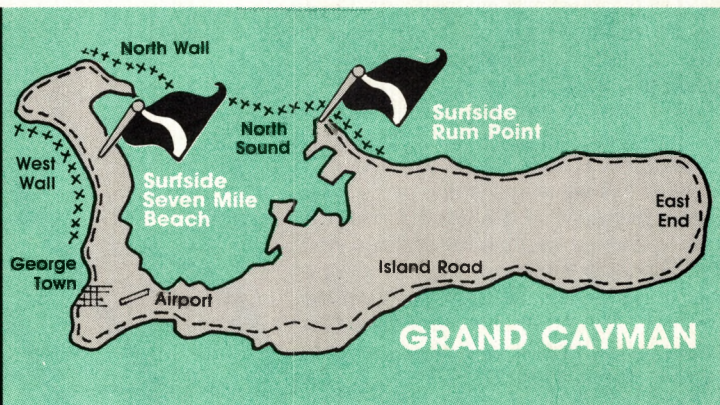 North Wall
North
Sound
Surfside
Rum Point
West
Wall
Surfside
Seven Mile
Beach
East
End
George
Town
Airport
Island Road
GRAND CAYMAN